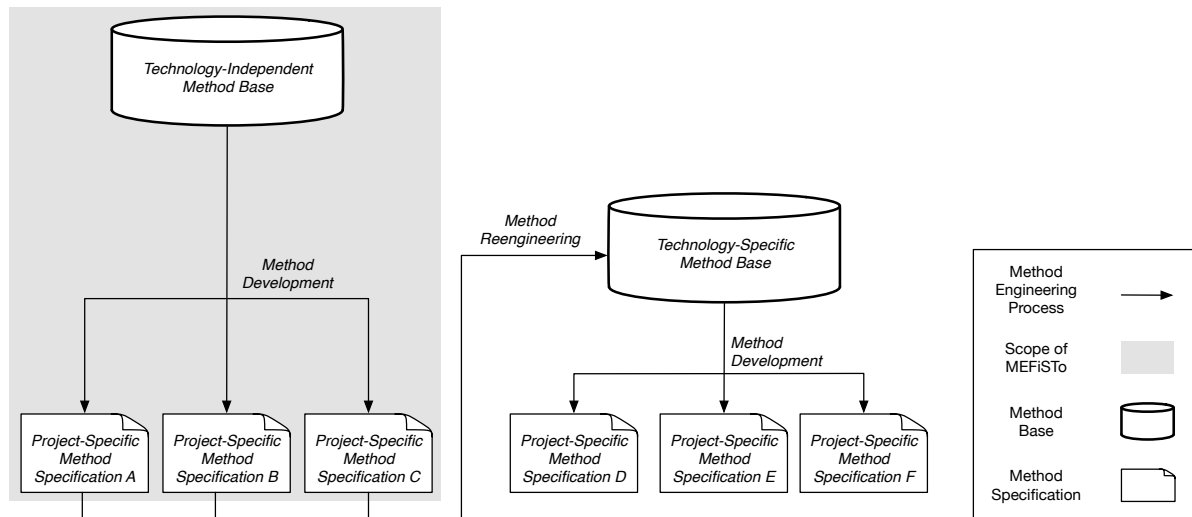 Technology-Independent
Method Base
Method
Development
Project-Specific
Method
Specification A
Project-Specific
Method
Specification B
Project-Specific
Method
Specification C
Method
Reengineering
Technology-Specific
Method Base
Method
Development
Project-Specific
Method
Specification D
Project-Specific
Method
Specification E
Project-Specific
Method
Specification F
Method
Engineering
Process
Scope of
MEFiSTo
Method
Base
Method
Specification